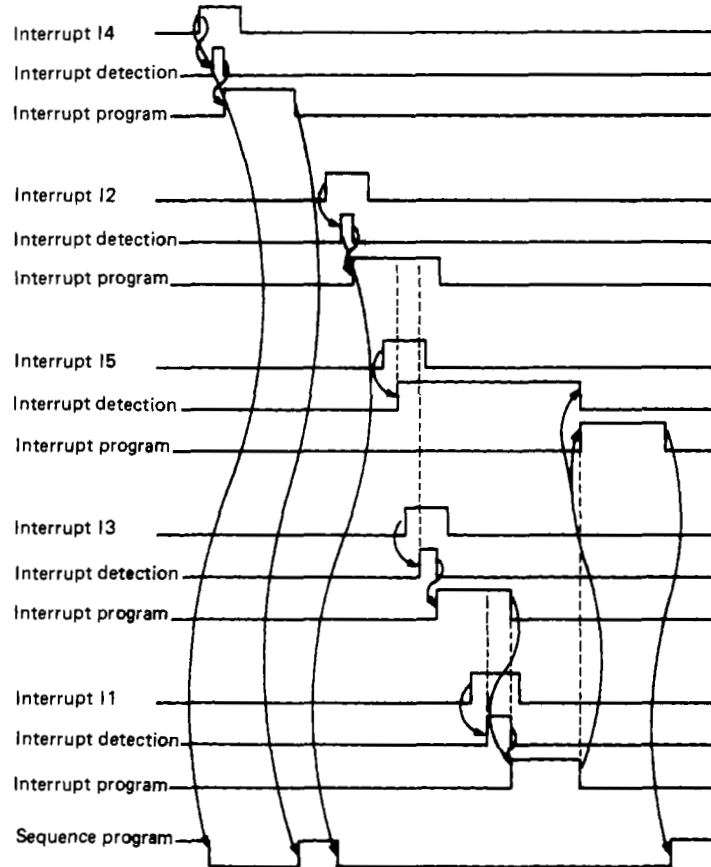 Interrupt I4
Interrupt detection
Interrupt program
Interrupt I2
Interrupt detection
Interrupt program
Interrupt I5
Interrupt detection
Interrupt program
Interrupt I3
Interrupt detection
Interrupt program
Interrupt I1
Interrupt detection
Interrupt program
Sequence program